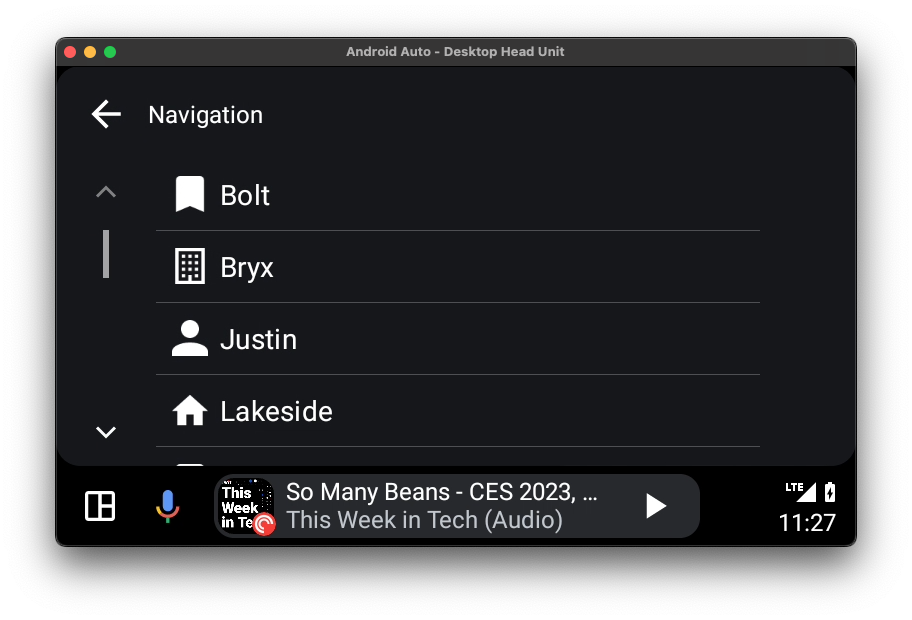 Android Auto - Desktop Head Unit
Navigation
Bolt
Bryx
Justin
Lakeside
This
Week
in Te
So Many Beans - CES 2023, ...
This Week in Tech (Audio)
LTE
11:27